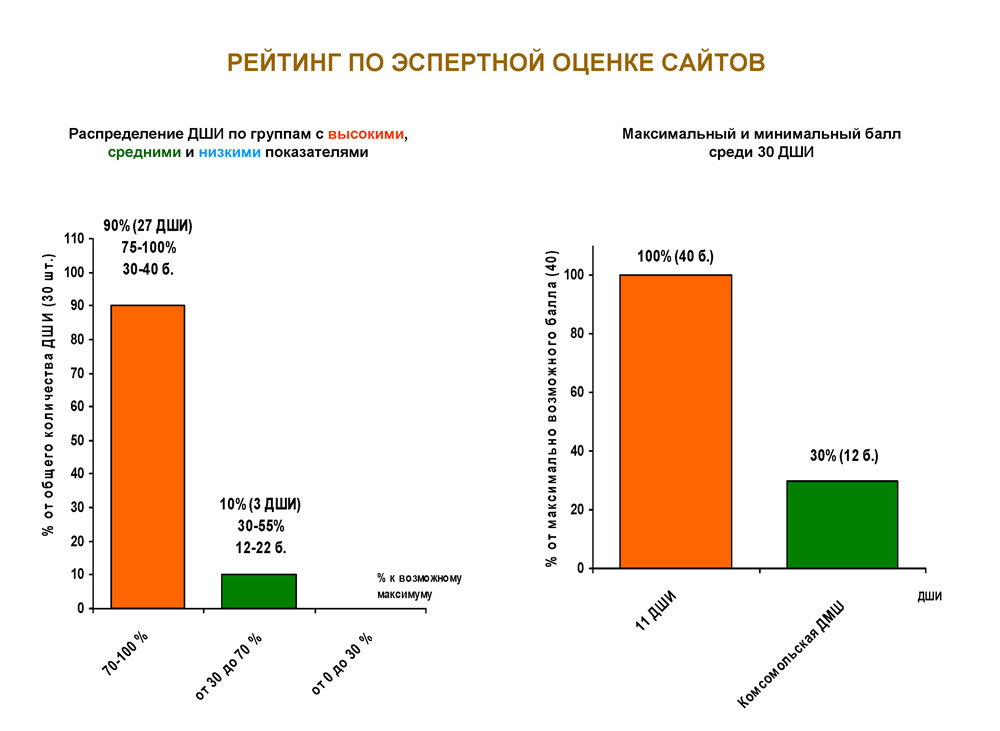 РЕЙТИНГ ПО ЭСПЕРТНОЙ ОЦЕНКЕ САЙТОВ
Распределение ДШИ по группам с высокими,
средними и низкими показателями
% от общего количества ДШИ (30 шт.)
110
100
90
80
70
60
50
40
30
20
10
0
90% (27 ДШИ)
75-100%
30-40 б.
10% (3 ДШИ)
30-55%
12-22 б.
% к возможному
максимуму
70-100 %
от 30 до 70 %
от 0 до 30 %
Максимальный и минимальный балл
среди 30 ДШИ
% от максимально возможного балла (40)
100
80
60
40
20
0
100% (40 б.)
30% (12 б.)
11 ДШИ
Комсомольская ДМШ
ДШИ